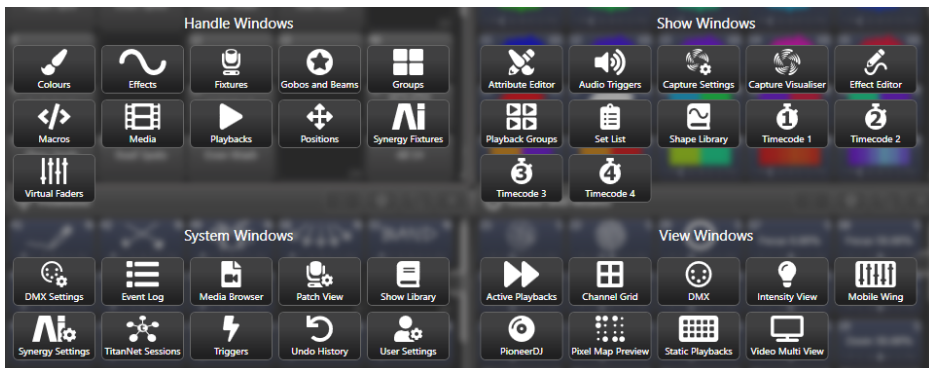 Handle Windows
Colours
Effects
Fixtures
Gobos and Beams
Groups
Macros
Media
Playbacks
Positions
Synergy Fixtures
Virtual Faders
Show Windows
Attribute Editor
Audio Triggers
Capture Settings
Capture Visualiser
Effect Editor
Playback Groups
Set List
Shape Library
Timecode 1
Timecode 2
Timecode 3
Timecode 4
System Windows
DMX Settings
Event Log
Media Browser
Patch View
Show Library
Synergy Settings
TitanNet Sessions
Triggers
Undo History
User Settings
View Windows
Active Playbacks
Channel Grid
DMX
Intensity View
Mobile Wing
PioneerDJ
Pixel Map Preview
Static Playbacks
Video Multi View